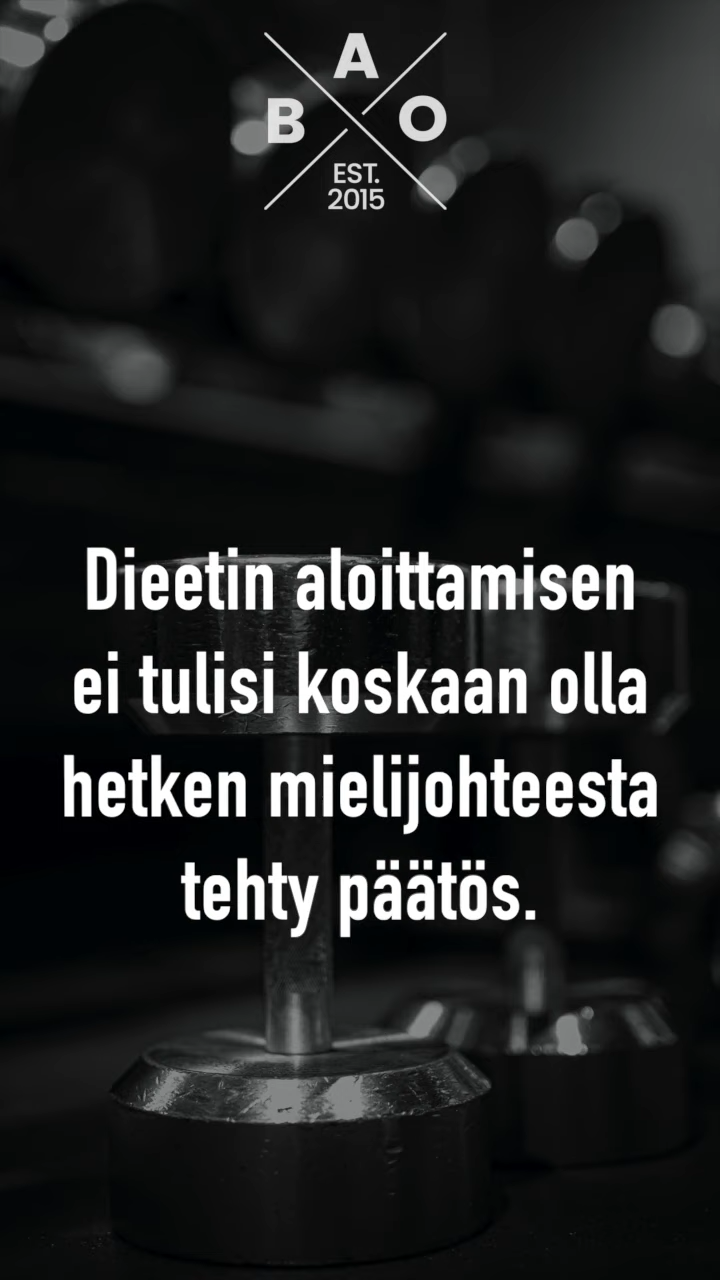 A
B O
EST.
2015
Dieetin aloittamisen
ei tulisi koskaan olla
hetken mielijohteesta
tehty päätös.